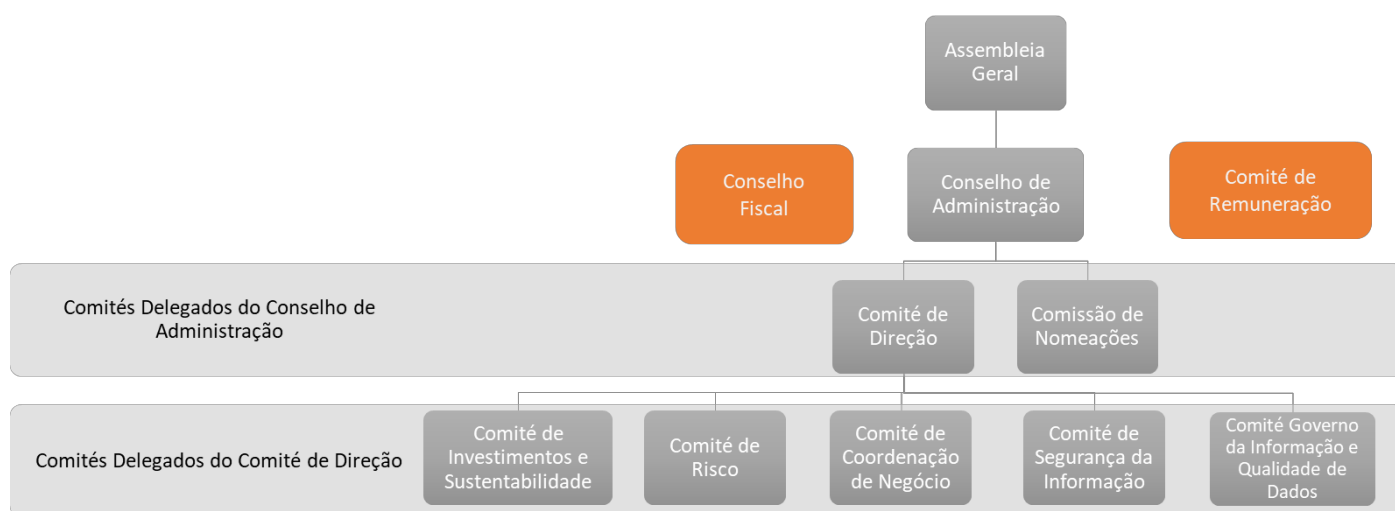 Assembleia
Geral
Conselho
Fiscal
Conselho de
Administração
Comité de
Remuneração
Comités Delegados do Conselho de
Administração
Comité de
Direção
Comissão de
Nomeações
Comités Delegados do Comité de Direção
Comité de
Investimentos e
Sustentabilidade
Comité de
Risco
Comité de
Coordenação
de Negócio
Comité de
Segurança da
Informação
Comité Governo
da Informação e
Qualidade de
Dados